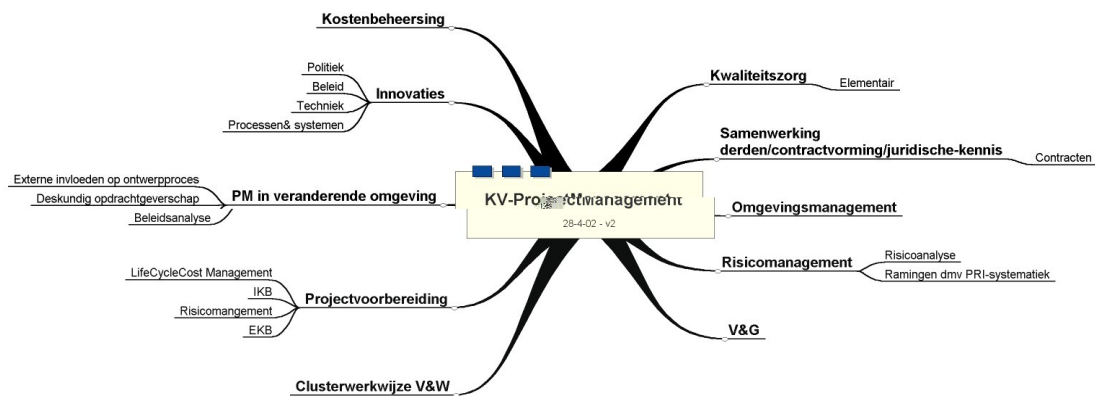 Kostenbeheersing
Politiek
Beleid
Techniek
Processen& systemen
Innovaties
Externe invloeden op ontwerpproces
Deskundig opdrachtgeverschap
Beleidsanalyse
PM in veranderende omgeving
LifeCycleCost Management
IKB
Risicomangement
EKB
Projectvoorbereiding
Clusterwerkwijze V&W
KV-ProjectManagement
28-4-02 - v2
Kwaliteitszorg
Elementair
Samenwerking
derden/contractvorming/juridische-kennis
Contracten
Omgevingsmanagement
Risicomanagement
Risicoanalyse
Ramingen dmv PRI-systematiek
V&G